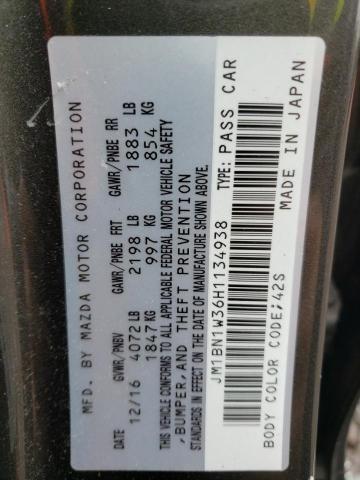 MFD. BY MAZDA MOTOR CORPORATION
DATE GVWR/PNBV GAWR/PNBE FRT GAWR/PNBE RR
12/16 4072 LB 2198 LB 1883 LB
1847 KG 997 KG 854 KG
THIS VEHICLE CONFORMS TO ALL APPLICABLE FEDERAL MOTOR VEHICLE SAFETY
,BUMPER,AND THEFT PREVENTION
STANDARDS IN EFFECT ON THE DATE OF MANUFACTURE SHOWN ABOVE.
JM1BN1W36H1134938 TYPE: PASS CAR
BODY COLOR CODE;42S MADE IN JAPAN